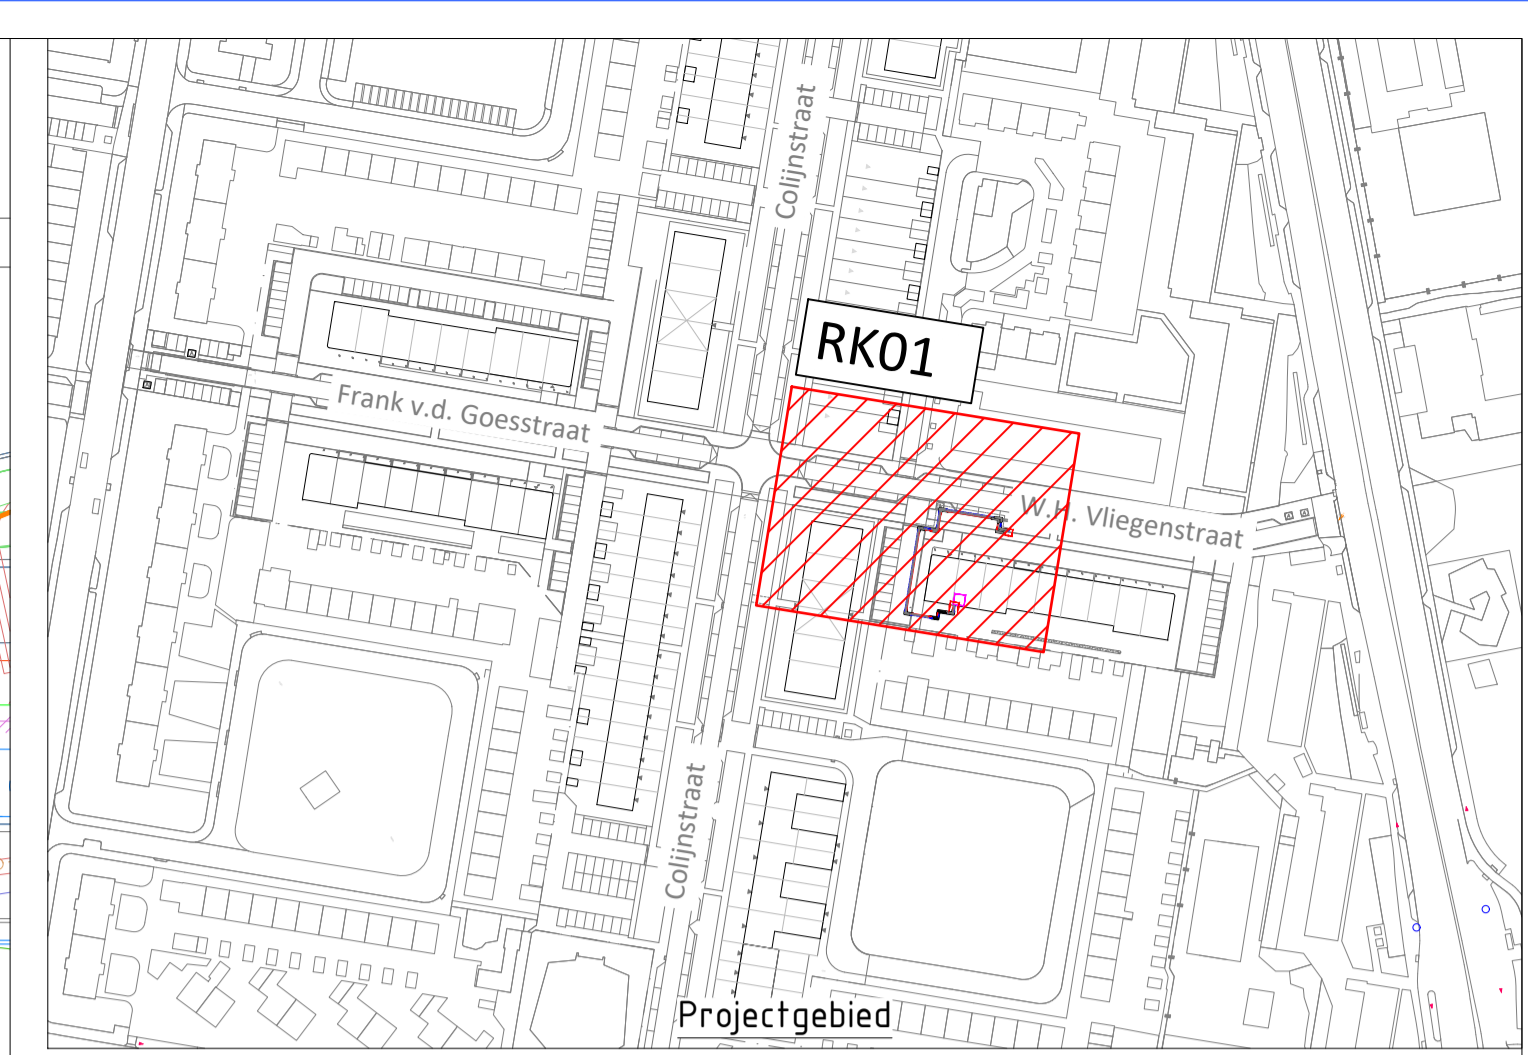 Colijnstraat
RK01
Frank v.d. Goesstraat
W.H. Vliegenstraat
Colijnstraat
Projectgebied